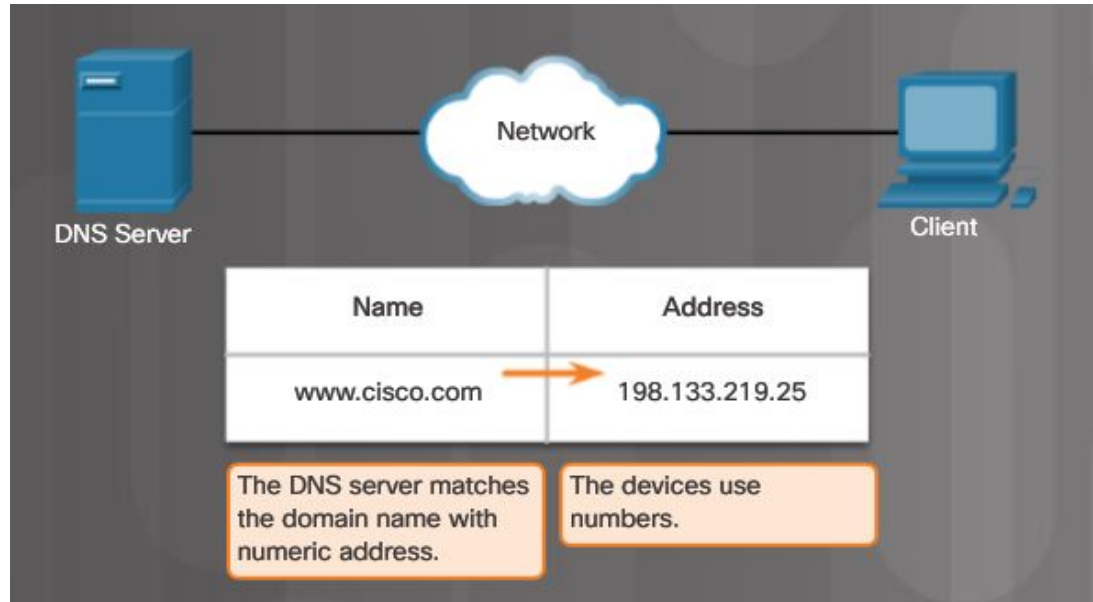 Network
DNS Server
Client
Name
Address
www.cisco.com
198.133.219.25
The DNS server matches
the domain name with
numeric address.
The devices use
numbers.